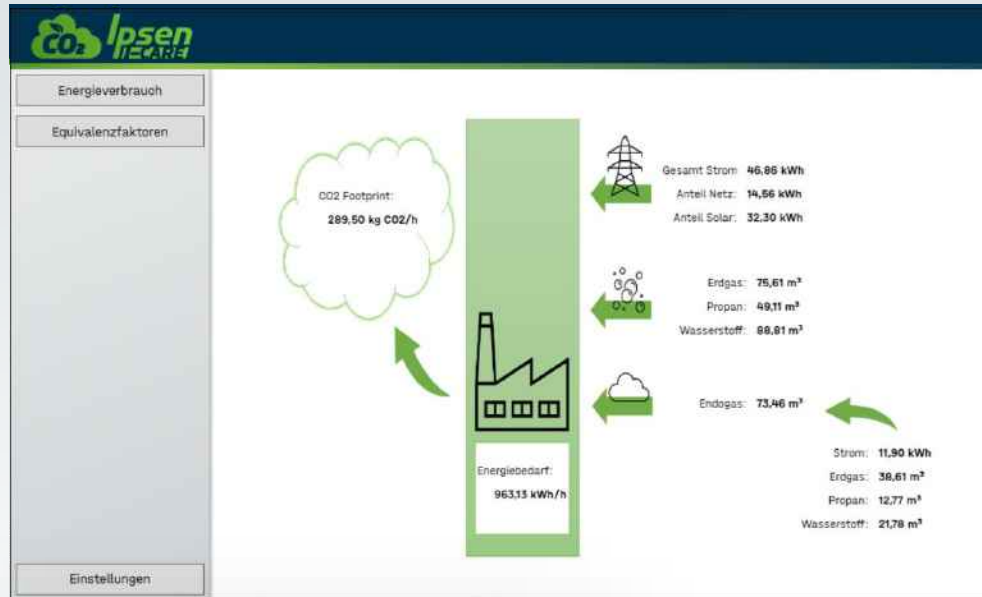 CO2 Ipsen
ECARE
Energieverbrauch
Equivalenzfaktoren
CO2 Footprint:
289,50 kg CO2/h
Gesamt Strom 46,86 kWh
Anteil Netz: 14,56 kWh
Anteil Solar: 32,30 kWh
Erdgas: 75,61 m³
Propan: 49,11 m³
Wasserstoff: 88,81 m³
Endogas: 73,46 m³
Strom: 11,90 kWh
Erdgas: 38,61 m³
Propan: 12,77 m³
Wasserstoff: 21,78 m³
Energiebedarf:
963,13 kWh/h
Einstellungen